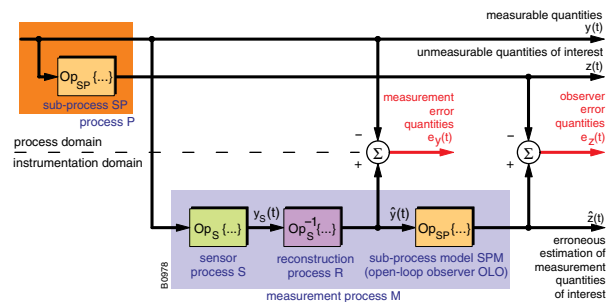 measurable quantities
y(t)
unmeasurable quantities of interest
z(t)
Op_SP {...}
sub-process SP
process P
measurement
error
quantities
e_y(t)
observer
error
quantities
e_z(t)
process domain
instrumentation domain
−
Σ
+
−
Σ
+
Op_S {...}
y_S(t)
Op_S^-1 {...}
ŷ(t)
Op_SP {...}
ẑ(t)
sensor
process S
reconstruction
process R
sub-process model SPM
(open-loop observer OLO)
measurement process M
erroneous
estimation of
measurement
quantities
of interest
B0978